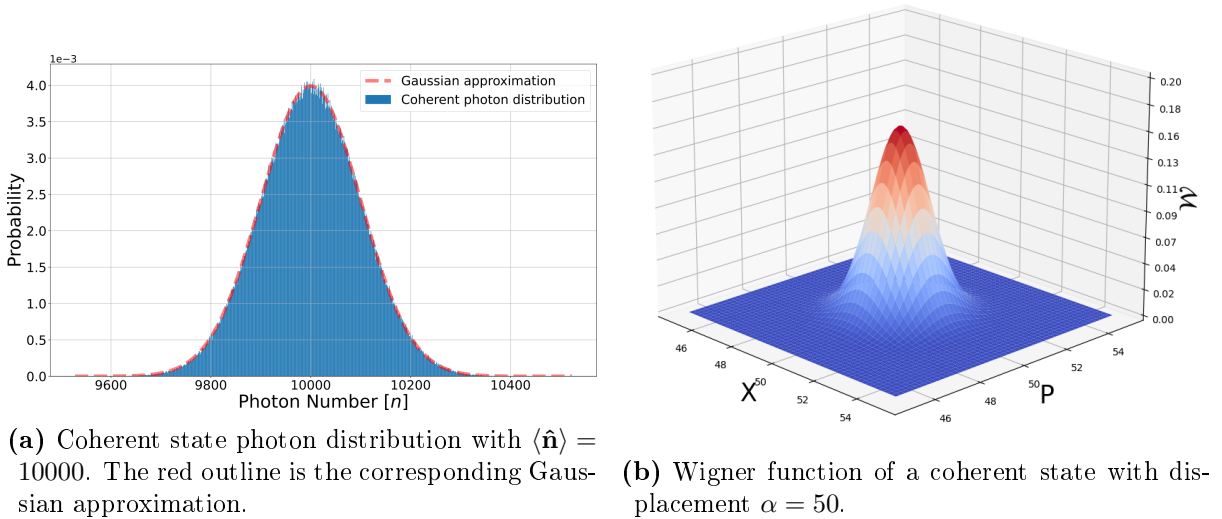 1e−3
Gaussian approximation
Coherent photon distribution
4.0
3.5
3.0
2.5
2.0
1.5
1.0
0.5
0.0
Probability
9600 9800 10000 10200 10400
Photon Number [n]
0.20
0.18
0.16
0.13
0.11
0.09
0.07
0.04
0.02
0.00
𝒲
46 48 50 52 54
X
46 48 50 52 54
P
(a) Coherent state photon distribution with ⟨n̂⟩ =
10000. The red outline is the corresponding Gaus-
sian approximation.
(b) Wigner function of a coherent state with dis-
placement α = 50.